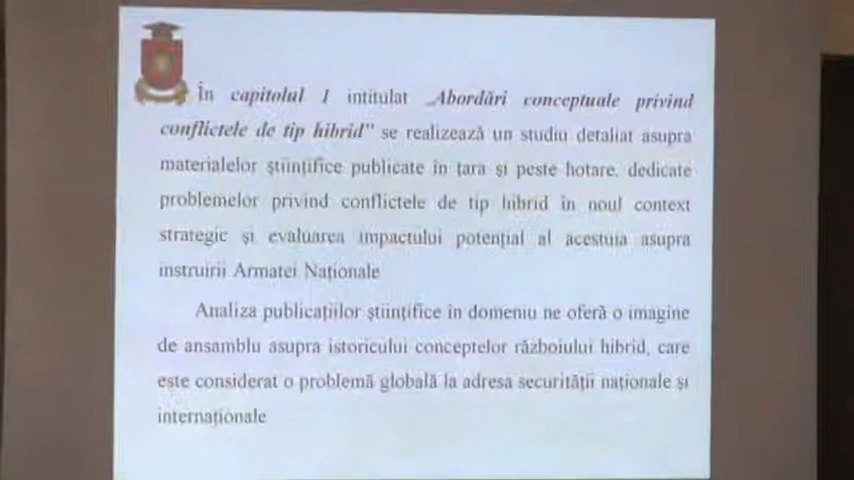 În capitolul 1 intitulat „Abordări conceptuale privind
conflictele de tip hibrid” se realizează un studiu detaliat asupra
materialelor științifice publicate în țara și peste hotare, dedicate
problemelor privind conflictele de tip hibrid în noul context
strategic și evaluarea impactului potențial al acestuia asupra
instruirii Armatei Naționale
Analiza publicațiilor științifice în domeniu ne oferă o imagine
de ansamblu asupra istoricului conceptelor războiului hibrid, care
este considerat o problemă globală la adresa securității naționale și
internaționale